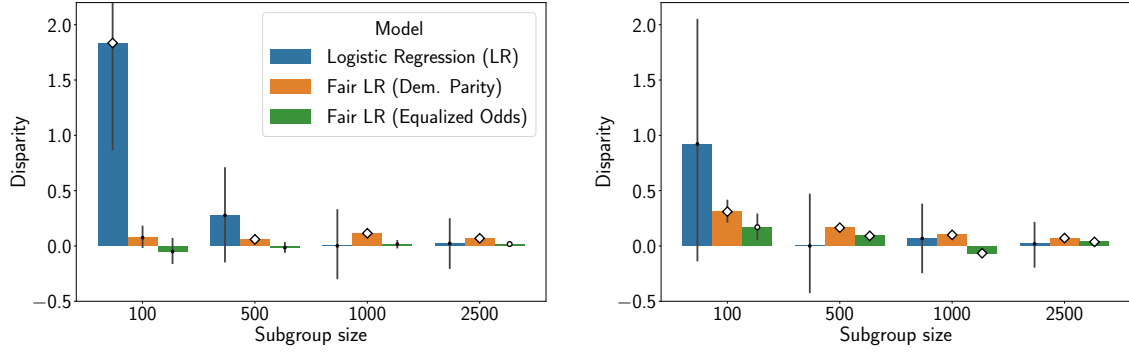 2.0
1.5
1.0
0.5
0.0
−0.5
Disparity
Model
Logistic Regression (LR)
Fair LR (Dem. Parity)
Fair LR (Equalized Odds)
100 500 1000 2500
Subgroup size
2.0
1.5
1.0
0.5
0.0
−0.5
Disparity
100 500 1000 2500
Subgroup size